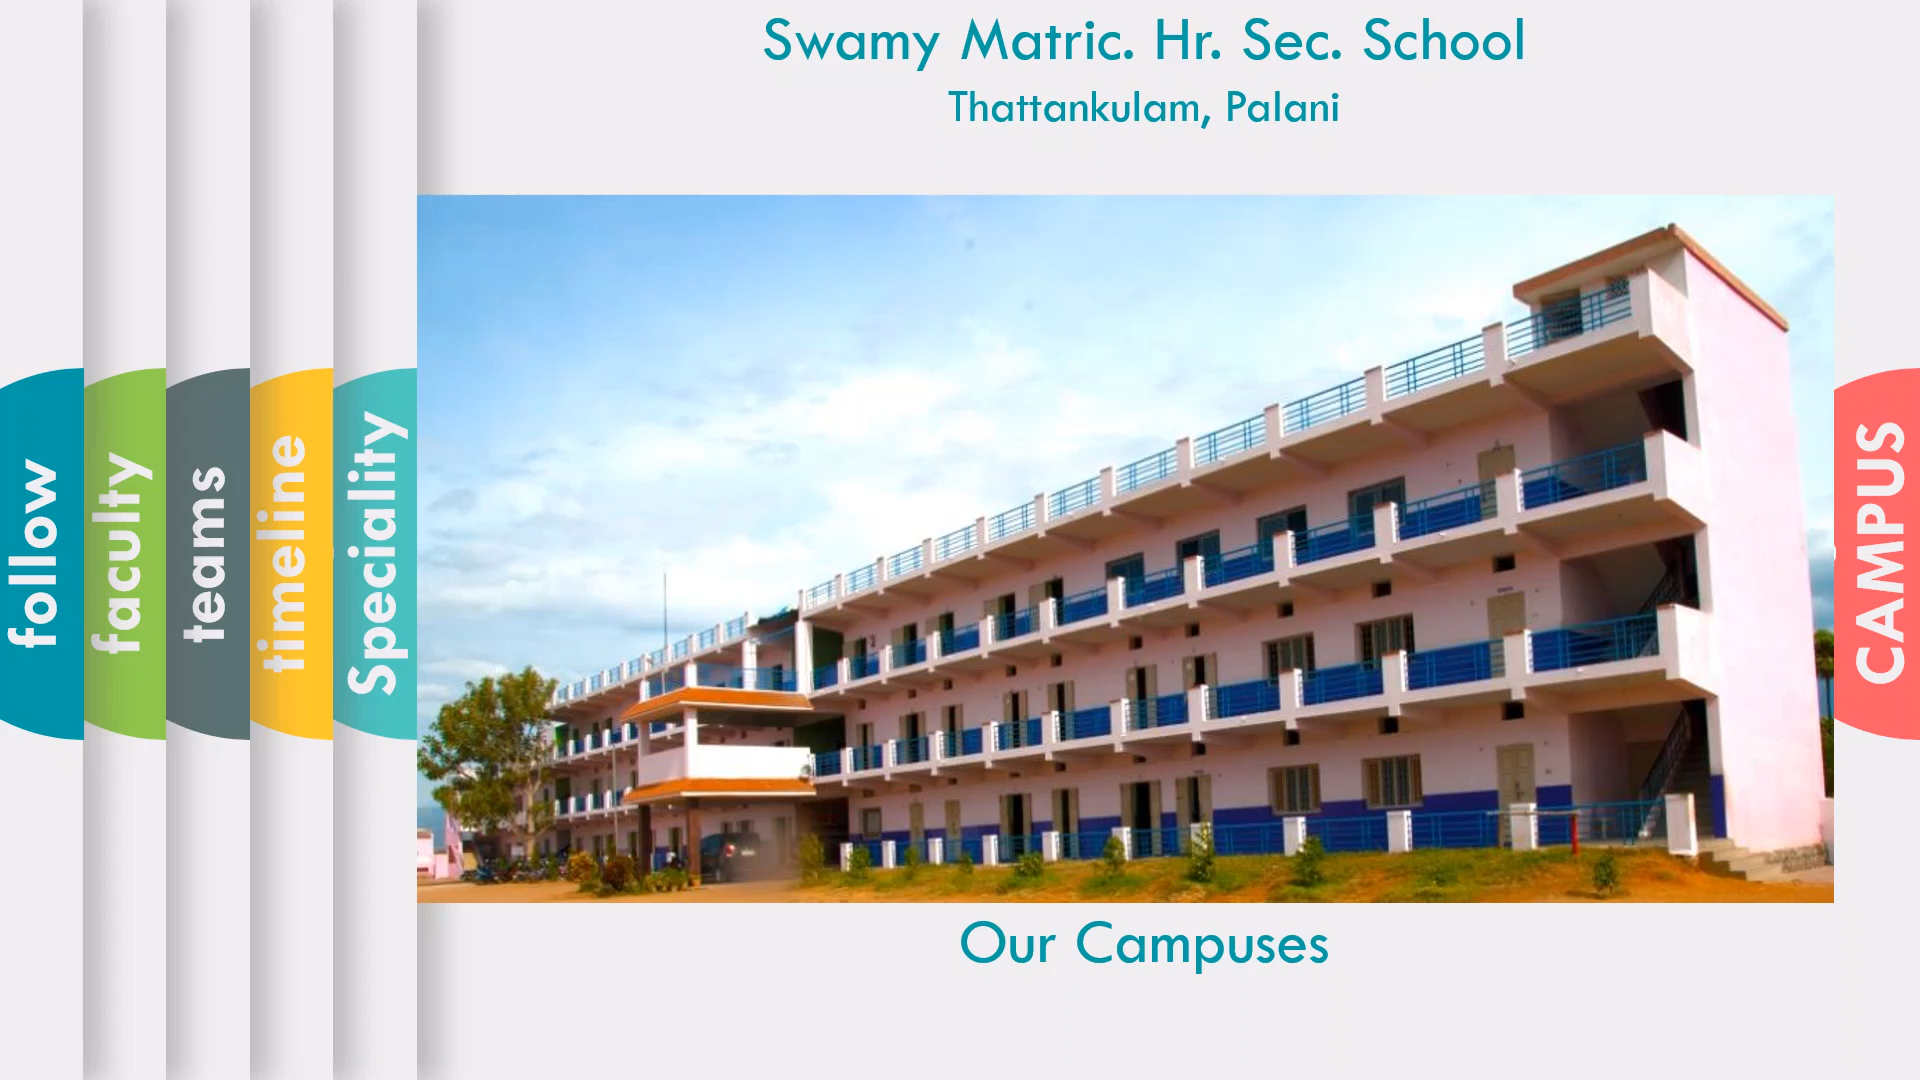 Swamy Matric. Hr. Sec. School
Thattankulam, Palani
follow
faculty
teams
timeline
Speciality
CAMPUS
Our Campuses